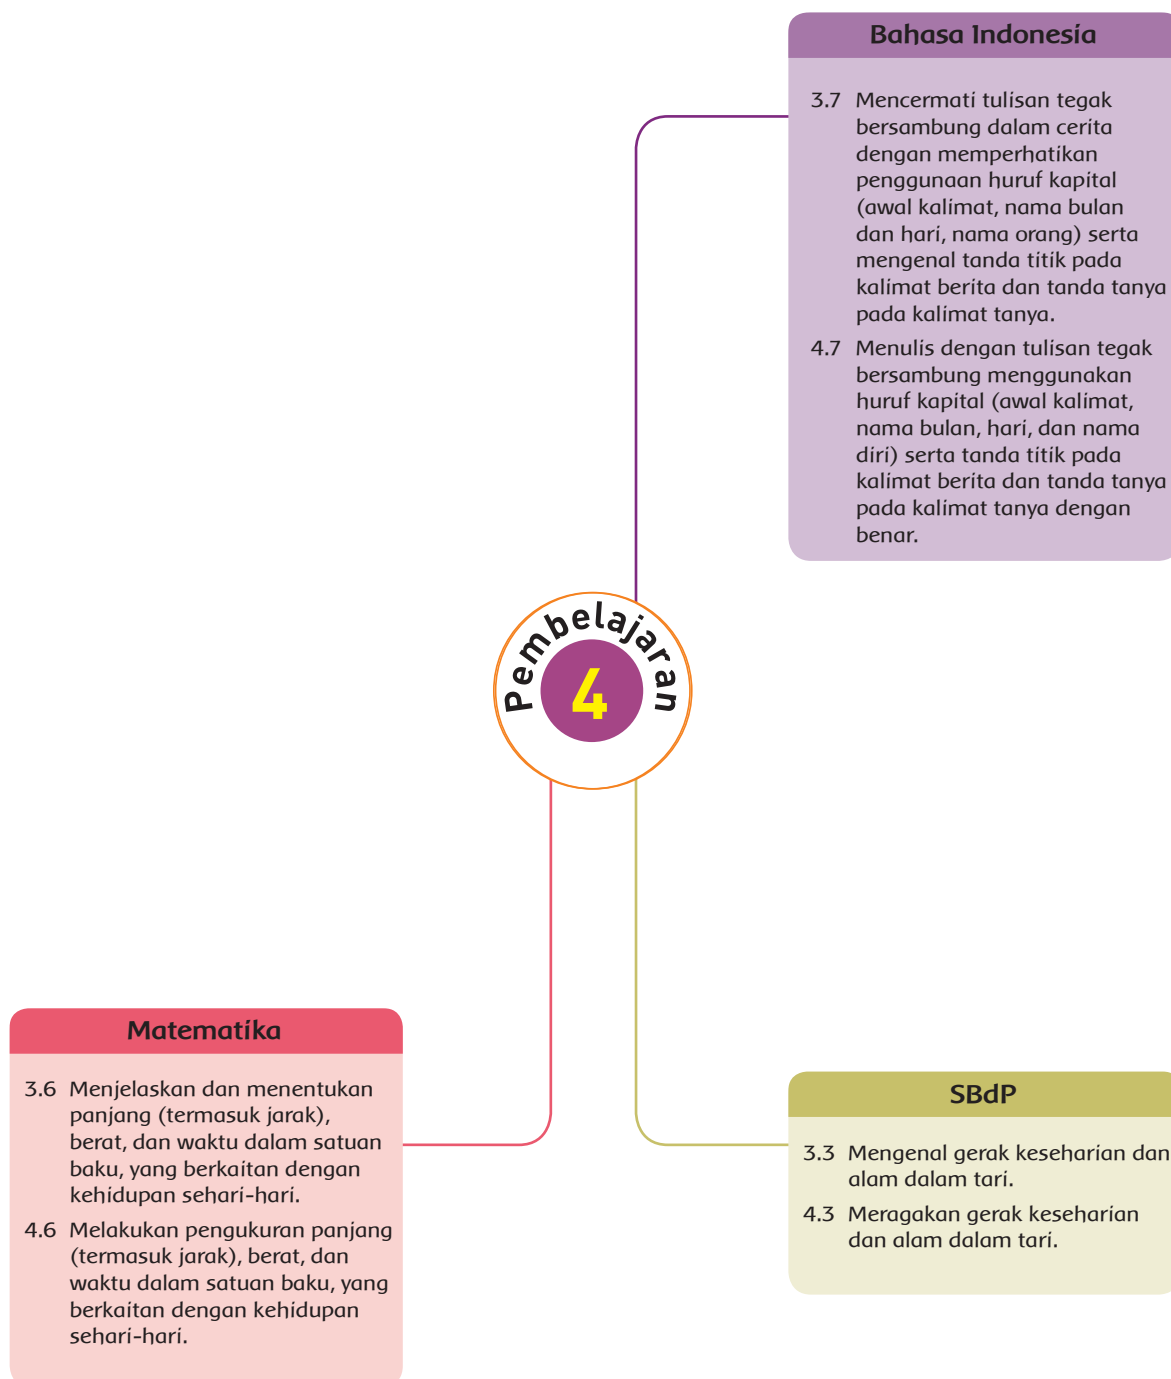 Bahasa Indonesia
3.7 Mencermati tulisan tegak
bersambung dalam cerita
dengan memperhatikan
penggunaan huruf kapital
(awal kalimat, nama bulan
dan hari, nama orang) serta
mengenal tanda titik pada
kalimat berita dan tanda tanya
pada kalimat tanya.
4.7 Menulis dengan tulisan tegak
bersambung menggunakan
huruf kapital (awal kalimat,
nama bulan, hari, dan nama
diri) serta tanda titik pada
kalimat berita dan tanda tanya
pada kalimat tanya dengan
benar.
Pembelajaran
4
Matematika
3.6 Menjelaskan dan menentukan
panjang (termasuk jarak),
berat, dan waktu dalam satuan
baku, yang berkaitan dengan
kehidupan sehari-hari.
4.6 Melakukan pengukuran panjang
(termasuk jarak), berat, dan
waktu dalam satuan baku, yang
berkaitan dengan kehidupan
sehari-hari.
SBdP
3.3 Mengenal gerak keseharian dan
alam dalam tari.
4.3 Meragakan gerak keseharian
dan alam dalam tari.